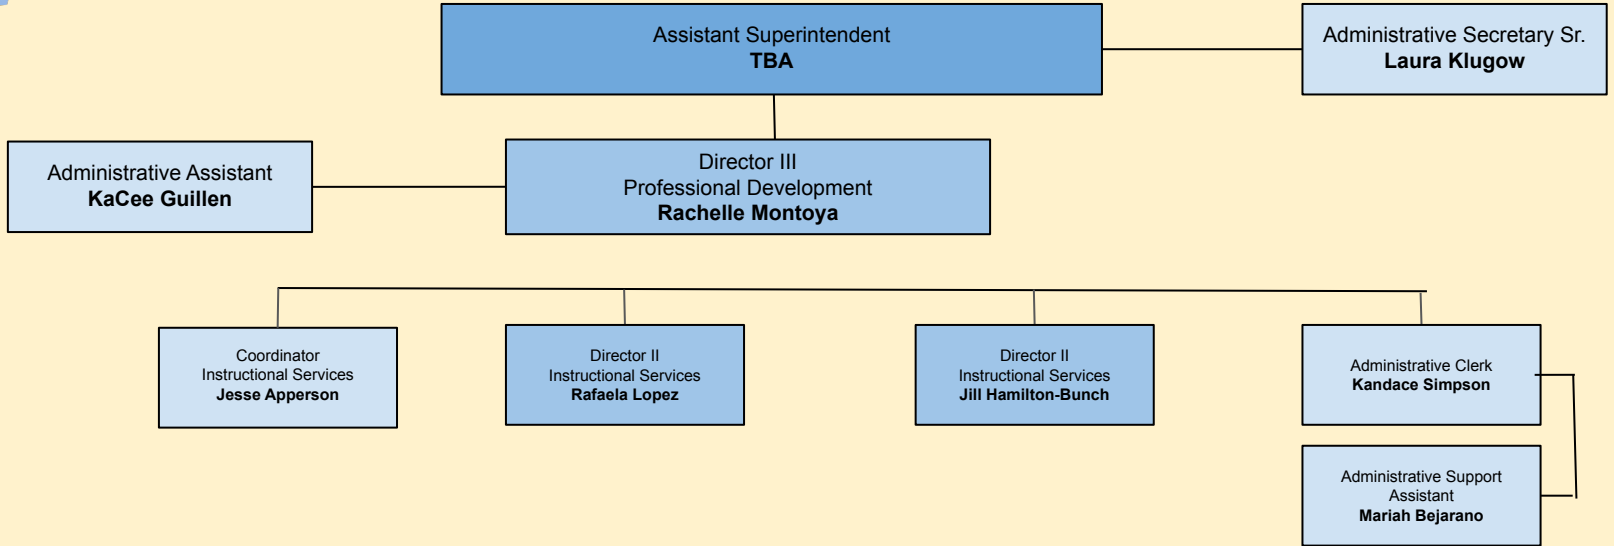 Assistant Superintendent
TBA
Administrative Secretary Sr.
Laura Klugow
Administrative Assistant
KaCee Guillen
Director III
Professional Development
Rachelle Montoya
Coordinator
Instructional Services
Jesse Apperson
Director II
Instructional Services
Rafaela Lopez
Director II
Instructional Services
Jill Hamilton-Bunch
Administrative Clerk
Kandace Simpson
Administrative Support
Assistant
Mariah Bejarano